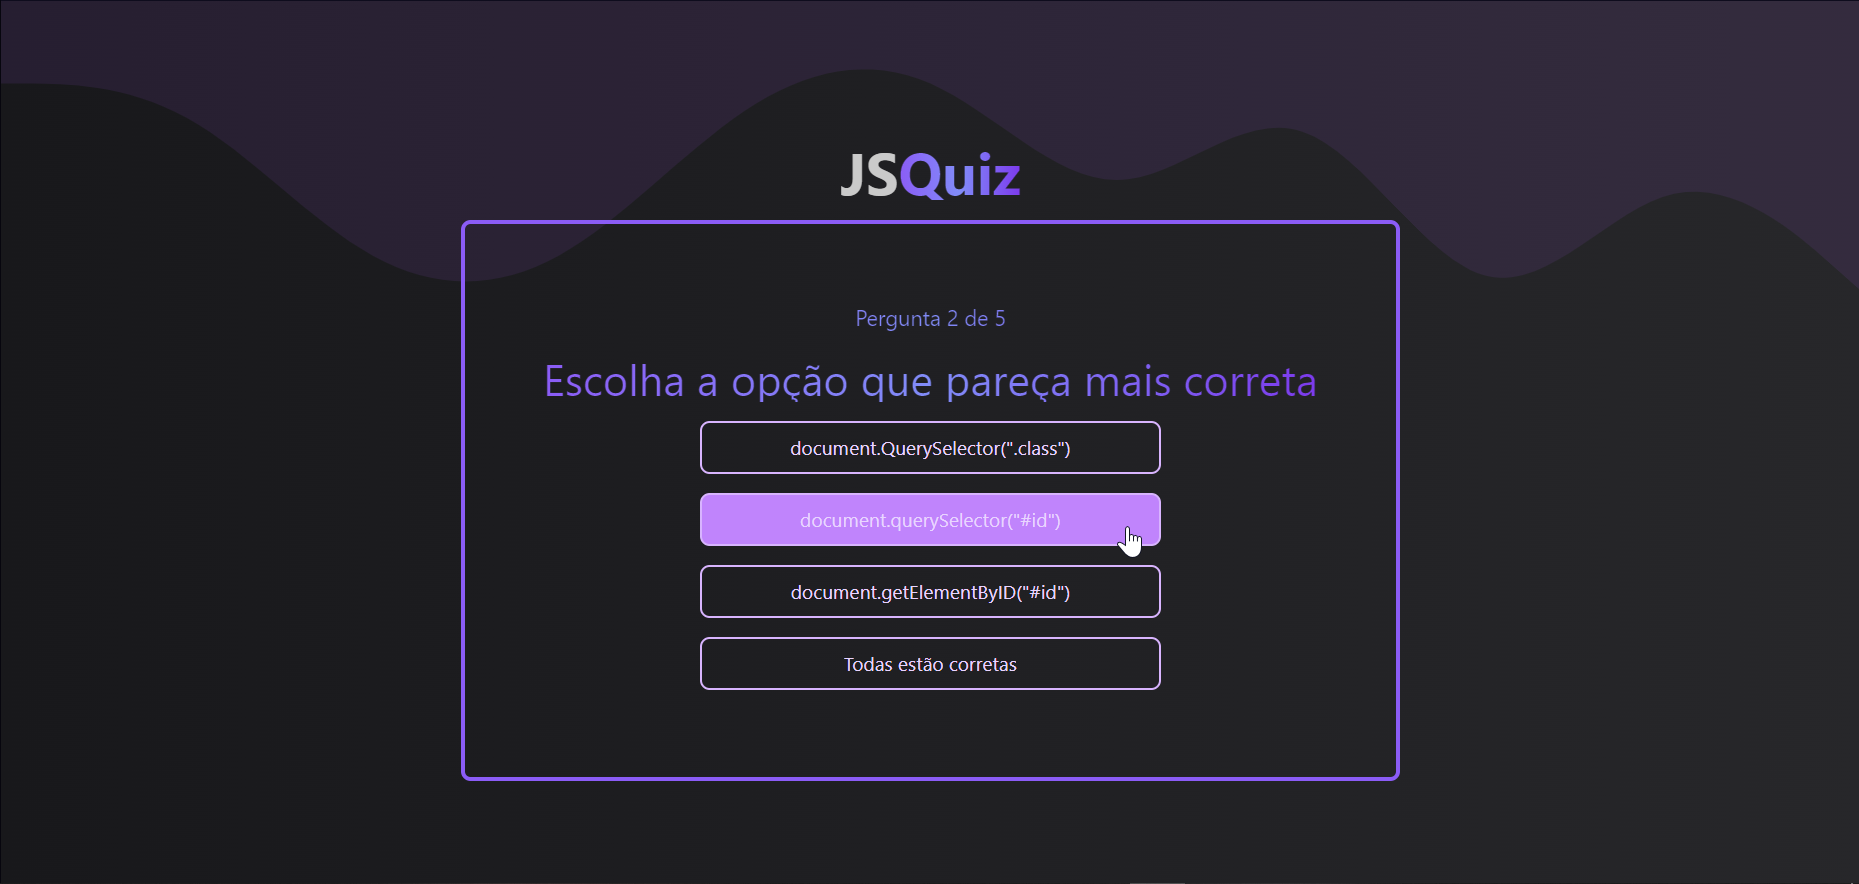 JSQuiz
Pergunta 2 de 5
Escolha a opção que pareça mais correta
document.QuerySelector(".class")
document.querySelector("#id")
document.getElementByID("#id")
Todas estão corretas